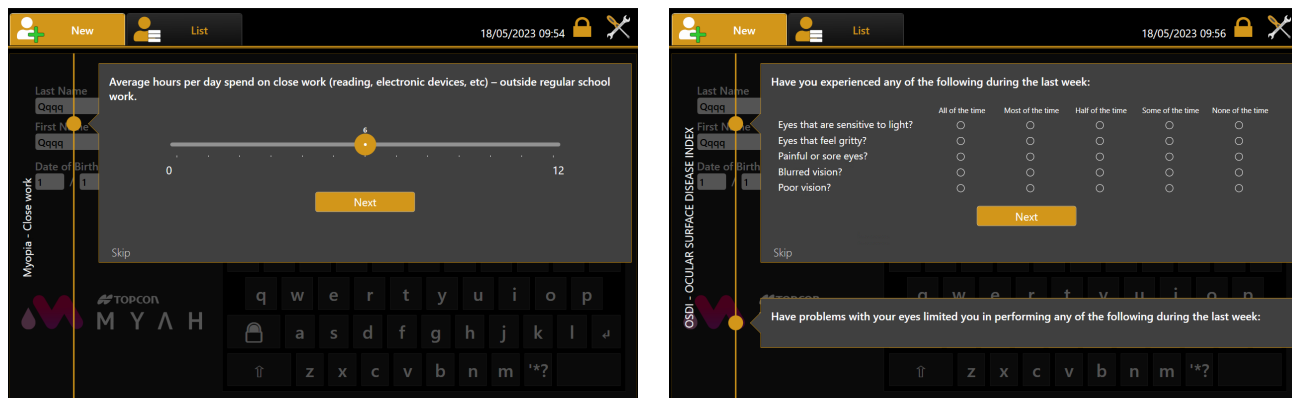 New
List
18/05/2023 09:54
Average hours per day spend on close work (reading, electronic devices, etc) – outside regular school
work.
Last Name
Qqqq
First Name
Qqqq
Date of Birth
1 / 1
6
0
12
Next
Skip
Myopia - Close work
TOPCON
MYAH
q w e r t y u i o p
a s d f g h j k l
z x c v b n m '*?
New
List
18/05/2023 09:56
Have you experienced any of the following during the last week:
Last Name
Qqqq
First Name
Qqqq
Date of Birth
1 / 1
All of the time Most of the time Half of the time Some of the time None of the time
Eyes that are sensitive to light?
Eyes that feel gritty?
Painful or sore eyes?
Blurred vision?
Poor vision?
Next
Skip
OSDI - OCULAR SURFACE DISEASE INDEX
TOPCON
q w e r t y u i o p
Have problems with your eyes limited you in performing any of the following during the last week:
z x c v b n m '*?